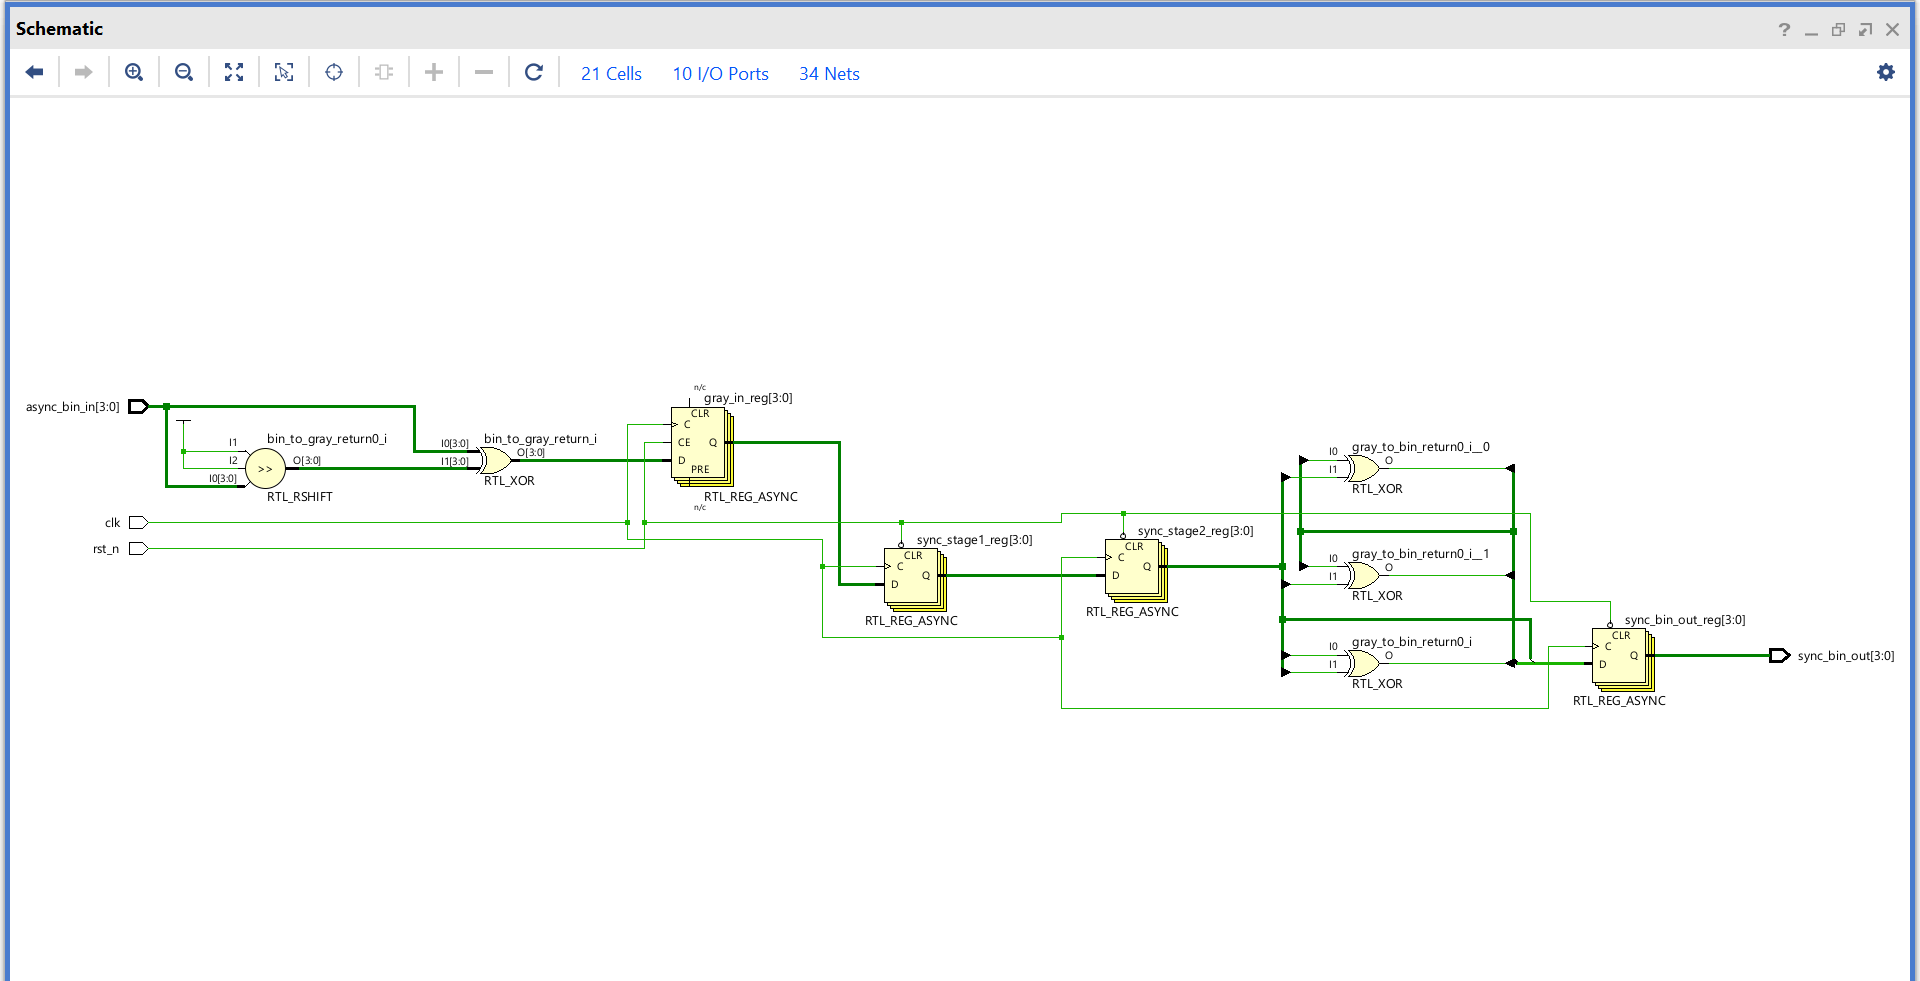 Schematic
21 Cells 10 I/O Ports 34 Nets
n/c
gray_in_reg[3:0]
async_bin_in[3:0]
CLR
C
CE Q
D
PRE
RTL_REG_ASYNC
n/c
bin_to_gray_return0_i
I1
I2
I0[3:0]
>>
O[3:0]
RTL_RSHIFT
bin_to_gray_return_i
I0[3:0]
I1[3:0]
O[3:0]
RTL_XOR
clk
rst_n
sync_stage1_reg[3:0]
CLR
C
Q
D
RTL_REG_ASYNC
sync_stage2_reg[3:0]
CLR
C
Q
D
RTL_REG_ASYNC
gray_to_bin_return0_i__0
I0
O
I1
RTL_XOR
gray_to_bin_return0_i__1
I0
O
I1
RTL_XOR
gray_to_bin_return0_i
I0
O
I1
RTL_XOR
sync_bin_out_reg[3:0]
CLR
C
Q
D
RTL_REG_ASYNC
sync_bin_out[3:0]